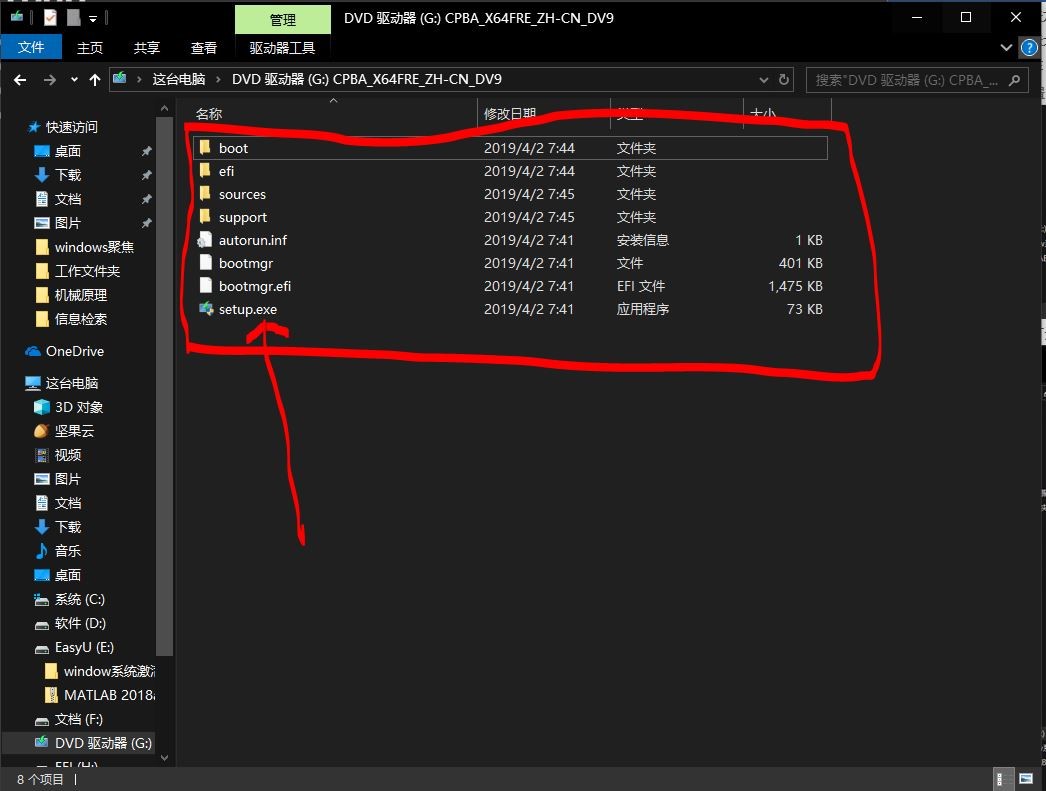 管理
DVD 驱动器 (G:) CPBA_X64FRE_ZH-CN_DV9
文件 主页 共享 查看 驱动器工具
这台电脑 › DVD 驱动器 (G:) CPBA_X64FRE_ZH-CN_DV9
搜索"DVD 驱动器 (G:) CPBA_...
名称 修改日期 类型 大小
boot 2019/4/2 7:44 文件夹
efi 2019/4/2 7:44 文件夹
sources 2019/4/2 7:45 文件夹
support 2019/4/2 7:45 文件夹
autorun.inf 2019/4/2 7:41 安装信息 1 KB
bootmgr 2019/4/2 7:41 文件 401 KB
bootmgr.efi 2019/4/2 7:41 EFI 文件 1,475 KB
setup.exe 2019/4/2 7:41 应用程序 73 KB
快速访问
桌面
下载
文档
图片
windows聚焦
工作文件夹
机械原理
信息检索
OneDrive
这台电脑
3D 对象
坚果云
视频
图片
文档
下载
音乐
桌面
系统 (C:)
软件 (D:)
EasyU (E:)
window系统激活
MATLAB 2018a
文档 (F:)
DVD 驱动器 (G:)
EFI (H:)
8 个项目